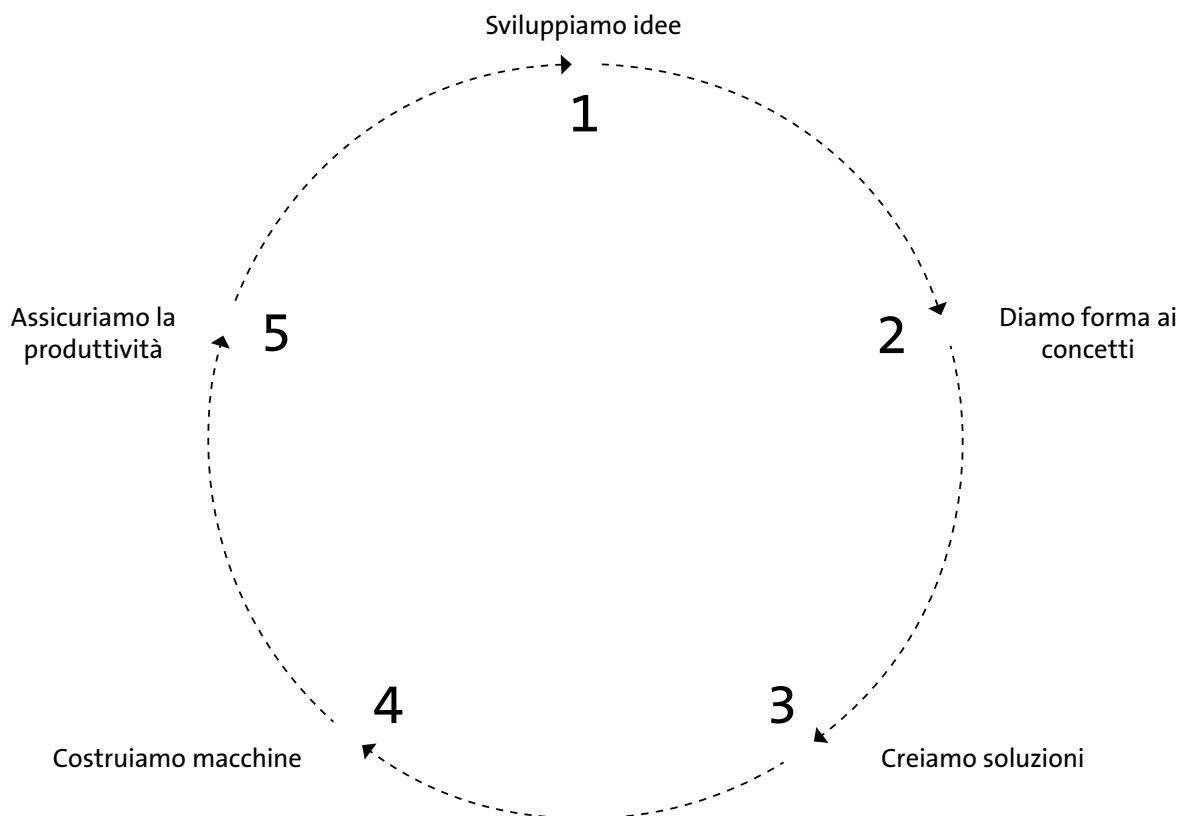 Sviluppiamo idee
1
Assicuriamo la
produttività
5
2
Diamo forma ai
concetti
4
3
Costruiamo macchine
Creiamo soluzioni